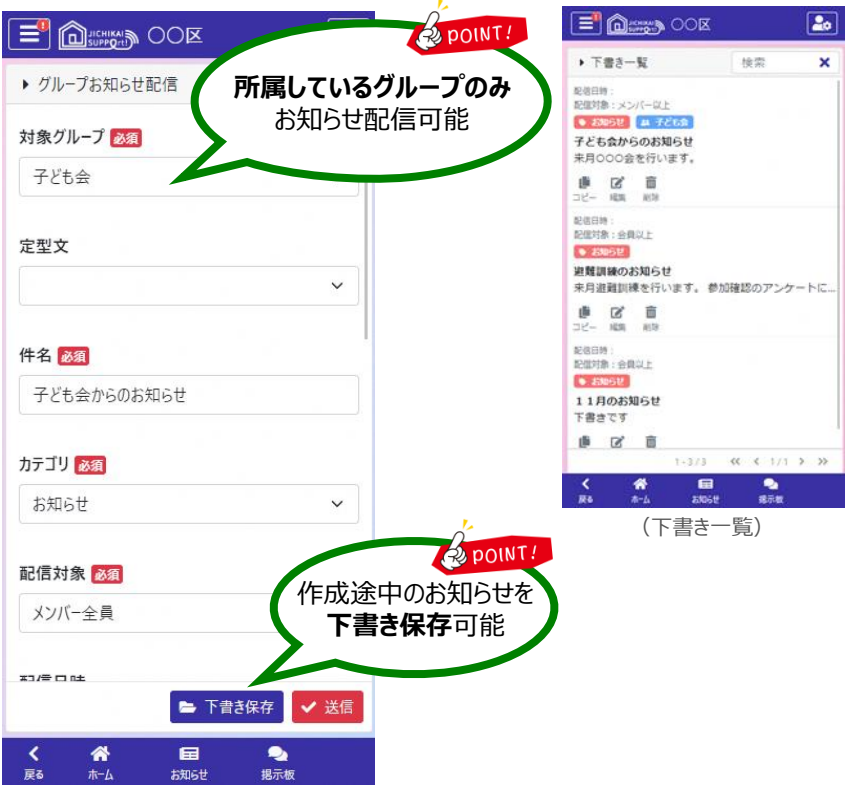 JICHIKAI SUPPORT! 〇〇区
グループお知らせ配信
POINT!
所属しているグループのみ
お知らせ配信可能
対象グループ 必須
子ども会
定型文
件名 必須
子ども会からのお知らせ
カテゴリ 必須
お知らせ
配信対象 必須
メンバー全員
配信日時
POINT!
作成途中のお知らせを
下書き保存可能
下書き保存 送信
戻る ホーム お知らせ 掲示板
JICHIKAI SUPPORT! 〇〇区
下書き一覧 検索
配信日時:
配信対象:メンバー以上
お知らせ 子ども会
子ども会からのお知らせ
来月〇〇〇会を行います。
コピー 編集 削除
配信日時:
配信対象:会員以上
お知らせ
避難訓練のお知らせ
来月避難訓練を行います。 参加確認のアンケートに...
コピー 編集 削除
配信日時:
配信対象:会員以上
お知らせ
11月のお知らせ
下書きです
1-3/3 1/1
戻る ホーム お知らせ 掲示板
(下書き一覧)